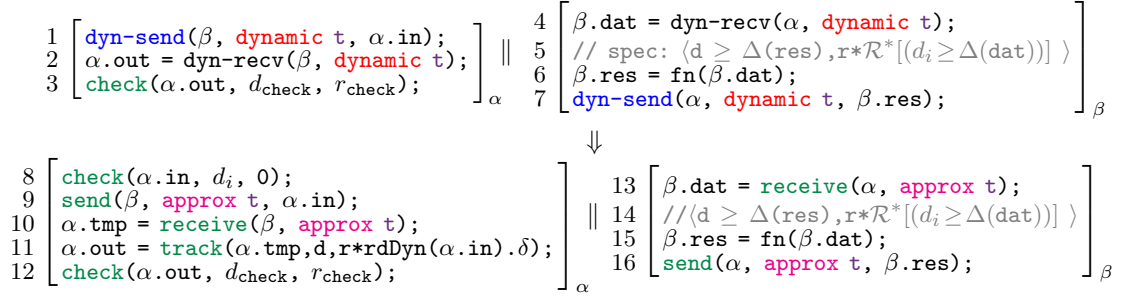 1 dyn-send(β, dynamic t, α.in);
2 α.out = dyn-recv(β, dynamic t);
3 check(α.out, d_check, r_check);
α
||
4 β.dat = dyn-recv(α, dynamic t);
5 // spec: ⟨d ≥ Δ(res),r*ℛ*[(d_i ≥ Δ(dat))] ⟩
6 β.res = fn(β.dat);
7 dyn-send(α, dynamic t, β.res);
β
⇓
8 check(α.in, d_i, 0);
9 send(β, approx t, α.in);
10 α.tmp = receive(β, approx t);
11 α.out = track(α.tmp,d,r*rdDyn(α.in).δ);
12 check(α.out, d_check, r_check);
α
||
13 β.dat = receive(α, approx t);
14 //⟨d ≥ Δ(res),r*ℛ*[(d_i ≥ Δ(dat))] ⟩
15 β.res = fn(β.dat);
16 send(α, approx t, β.res);
β